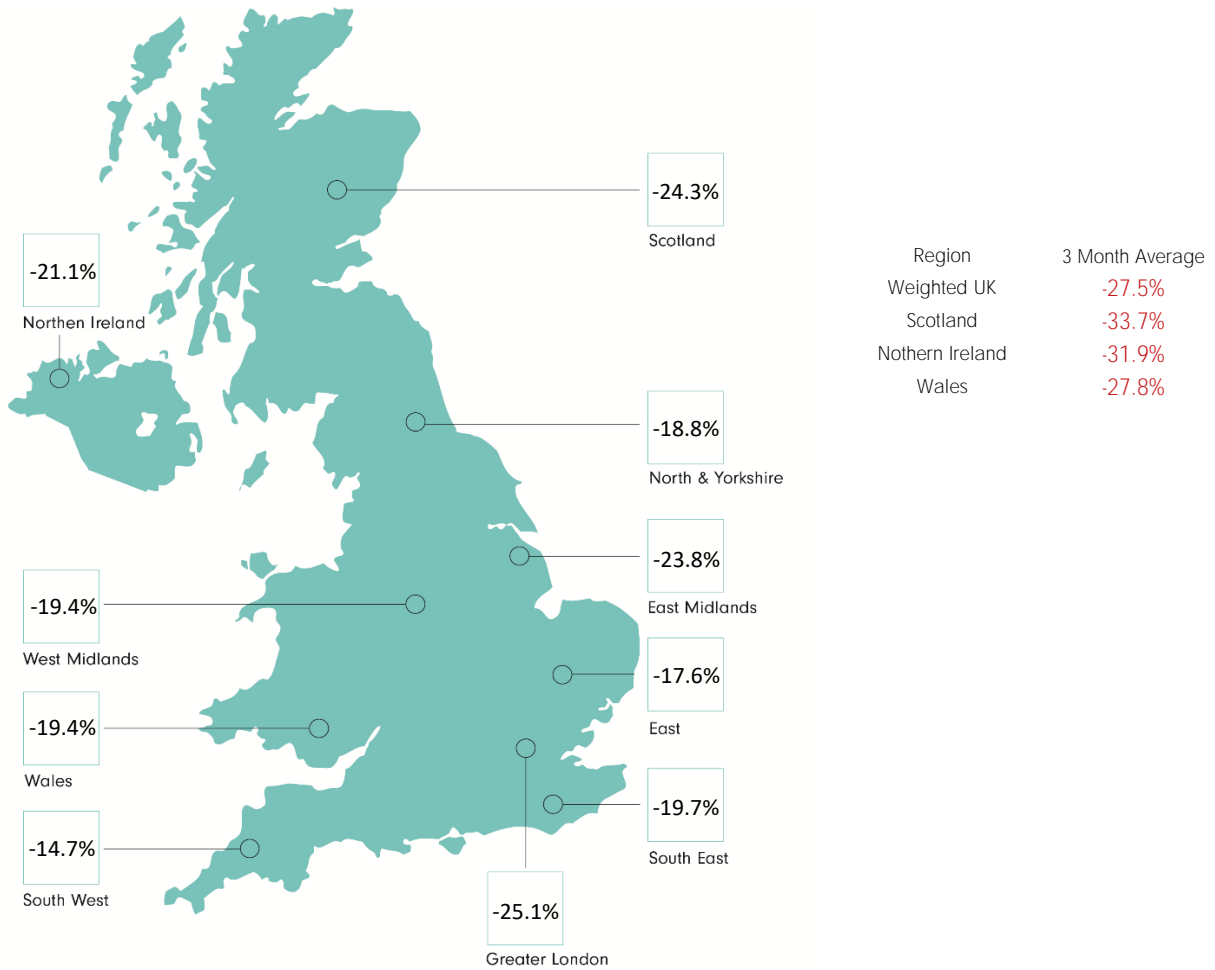 -24.3%
Scotland
-21.1%
Northen Ireland
-18.8%
North & Yorkshire
-23.8%
East Midlands
-19.4%
West Midlands
-17.6%
East
-19.4%
Wales
-19.7%
South East
-14.7%
South West
-25.1%
Greater London
Region 3 Month Average
Weighted UK -27.5%
Scotland -33.7%
Nothern Ireland -31.9%
Wales -27.8%